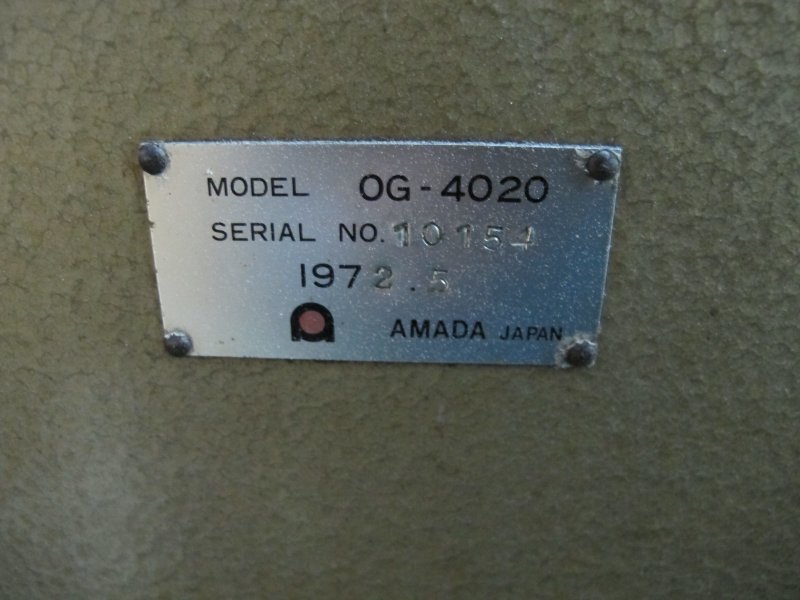 MODEL OG-4020
SERIAL NO. 10154
1972.5
AMADA JAPAN